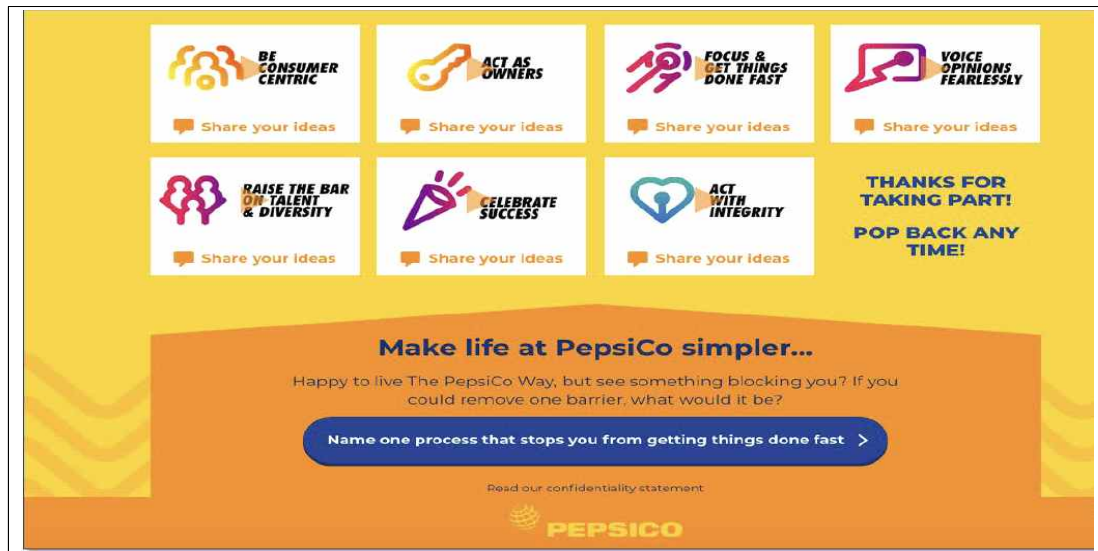 BE
CONSUMER
CENTRIC
Share your ideas
ACT AS
OWNERS
Share your ideas
FOCUS &
GET THINGS
DONE FAST
Share your ideas
VOICE
OPINIONS
FEARLESSLY
Share your ideas
RAISE THE BAR
ON TALENT
& DIVERSITY
Share your ideas
CELEBRATE
SUCCESS
Share your ideas
ACT
WITH
INTEGRITY
Share your ideas
THANKS FOR
TAKING PART!
POP BACK ANY
TIME!
Make life at PepsiCo simpler...
Happy to live The PepsiCo Way, but see something blocking you? If you
could remove one barrier, what would it be?
Name one process that stops you from getting things done fast >
Read our confidentiality statement
PEPSICO